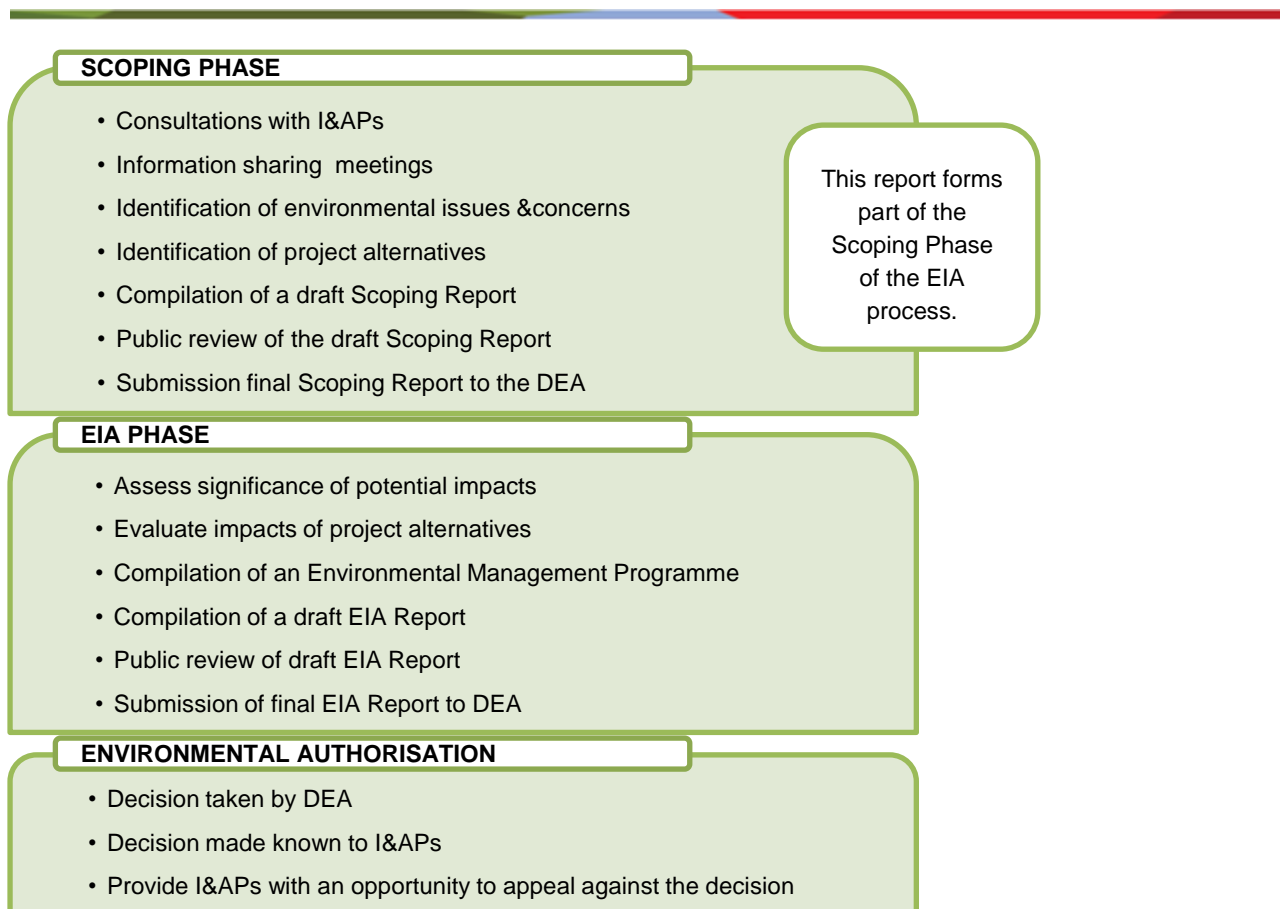 SCOPING PHASE
• Consultations with I&APs
• Information sharing meetings
• Identification of environmental issues &concerns
• Identification of project alternatives
• Compilation of a draft Scoping Report
• Public review of the draft Scoping Report
• Submission final Scoping Report to the DEA
This report forms
part of the
Scoping Phase
of the EIA
process.
EIA PHASE
• Assess significance of potential impacts
• Evaluate impacts of project alternatives
• Compilation of an Environmental Management Programme
• Compilation of a draft EIA Report
• Public review of draft EIA Report
• Submission of final EIA Report to DEA
ENVIRONMENTAL AUTHORISATION
• Decision taken by DEA
• Decision made known to I&APs
• Provide I&APs with an opportunity to appeal against the decision